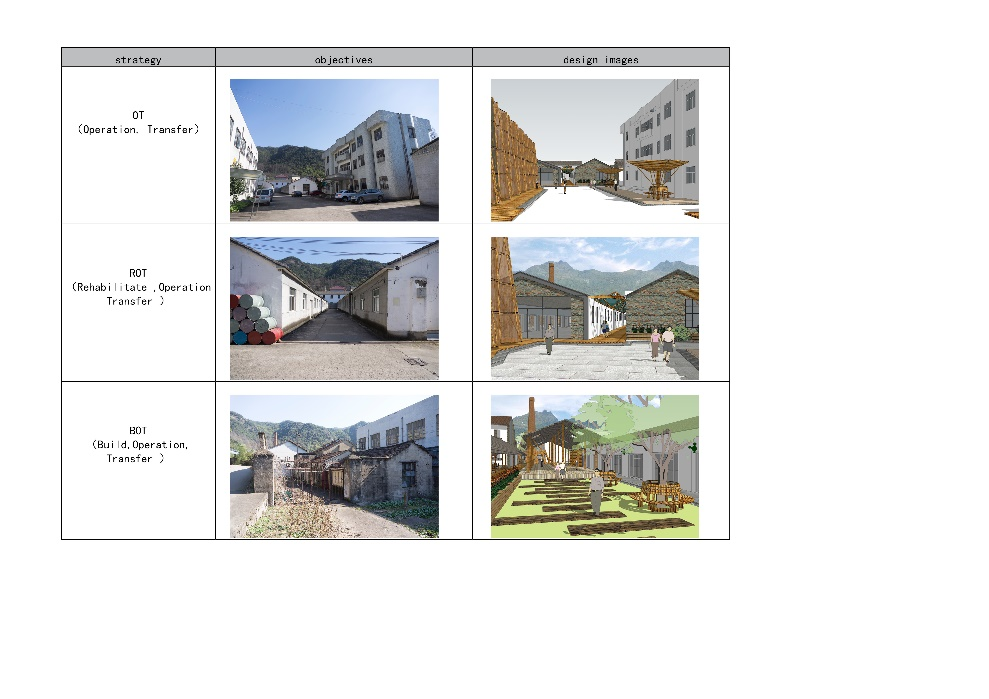 strategy
objectives
design images
OT
(Operation, Transfer)
ROT
(Rehabilitate ,Operation
Transfer )
BOT
(Build,Operation,
Transfer )